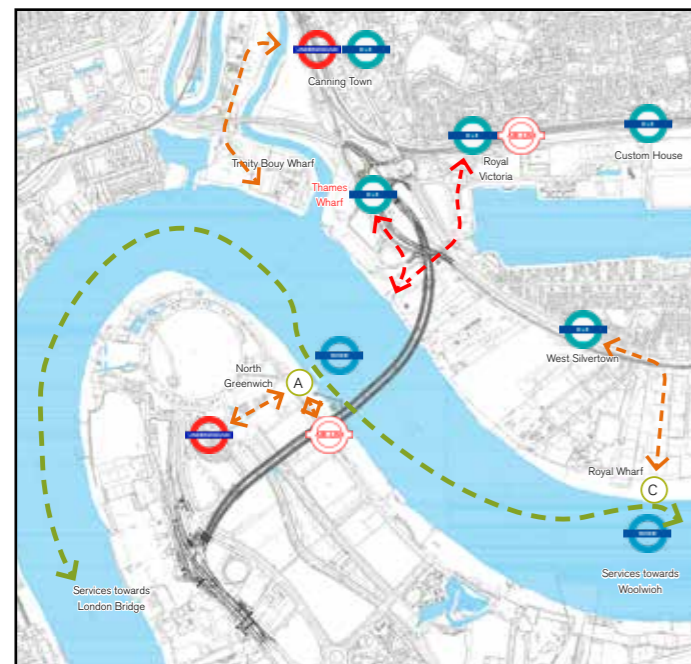 Canning Town
Trinity Bouy Wharf
Royal
Victoria
Custom House
Thames
Wharf
West Silvertown
North
Greenwich
A
Royal Wharf
C
Services towards
London Bridge
Services towards
Woolwioh